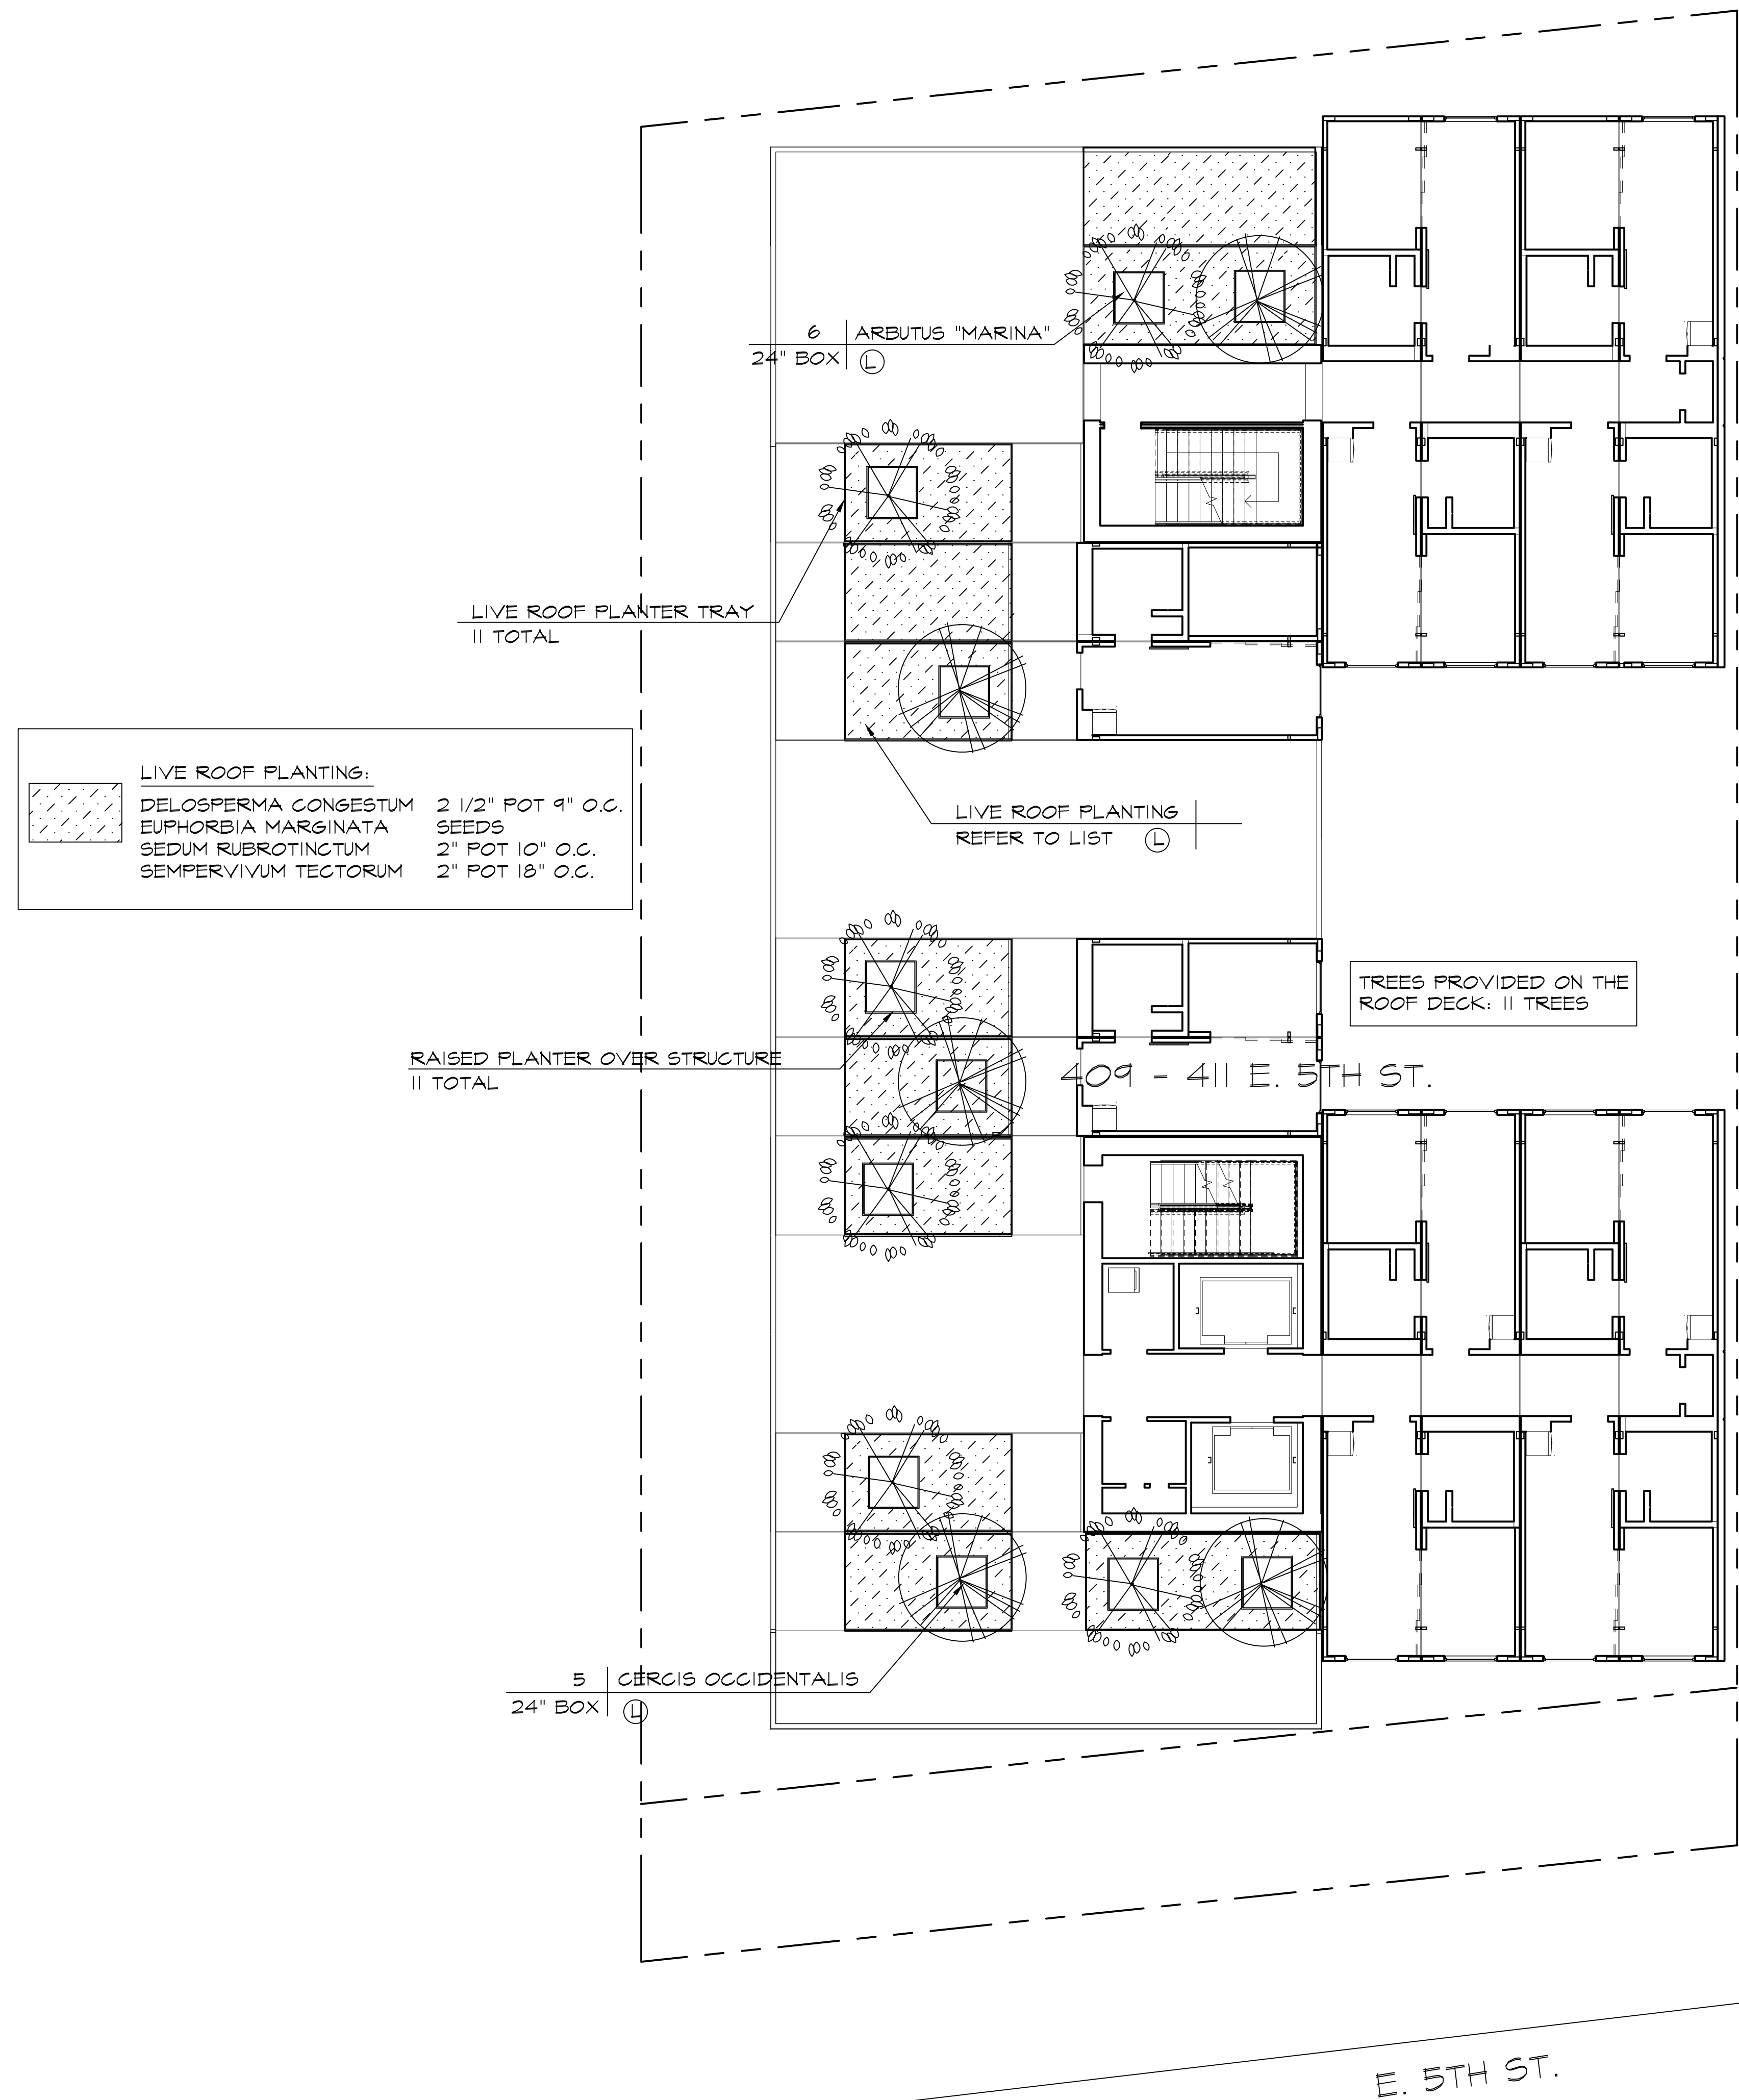 6 ARBUTUS "MARINA"
24" BOX L
LIVE ROOF PLANTER TRAY
11 TOTAL
LIVE ROOF PLANTING:
DELOSPERMA CONGESTUM 2 1/2" POT 9" O.C.
EUPHORBIA MARGINATA SEEDS
SEDUM RUBROTINCTUM 2" POT 10" O.C.
SEMPERVIVUM TECTORUM 2" POT 18" O.C.
LIVE ROOF PLANTING
REFER TO LIST L
TREES PROVIDED ON THE
ROOF DECK: 11 TREES
RAISED PLANTER OVER STRUCTURE
11 TOTAL
409 - 411 E. 5TH ST.
5 CERCIS OCCIDENTALIS
24" BOX L
E. 5TH ST.